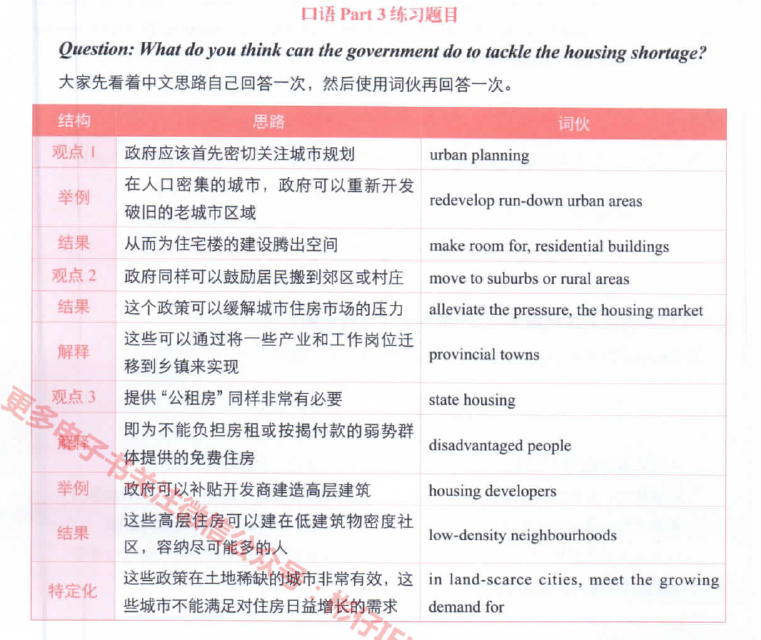 口语 Part 3 练习题目
Question: What do you think can the government do to tackle the housing shortage?
大家先看着中文思路自己回答一次，然后使用词伙再回答一次。
结构 思路 词伙
观点 1 政府应该首先密切关注城市规划 urban planning
举例 在人口密集的城市，政府可以重新开发
破旧的老城市区域 redevelop run-down urban areas
结果 从而为住宅楼的建设腾出空间 make room for, residential buildings
观点 2 政府同样可以鼓励居民搬到郊区或村庄 move to suburbs or rural areas
结果 这个政策可以缓解城市住房市场的压力 alleviate the pressure, the housing market
解释 这些可以通过将一些产业和工作岗位迁
移到乡镇来实现 provincial towns
观点 3 提供“公租房”同样非常有必要 state housing
解释 即为不能负担房租或按揭付款的弱势群
体提供的免费住房 disadvantaged people
举例 政府可以补贴开发商建造高层建筑 housing developers
结果 这些高层住房可以建在低建筑物密度社
区，容纳尽可能多的人 low-density neighbourhoods
特定化 这些政策在土地稀缺的城市非常有效，这 in land-scarce cities, meet the growing
些城市不能满足对住房日益增长的需求 demand for
更多电子书关注微信公众号：彬仔IE